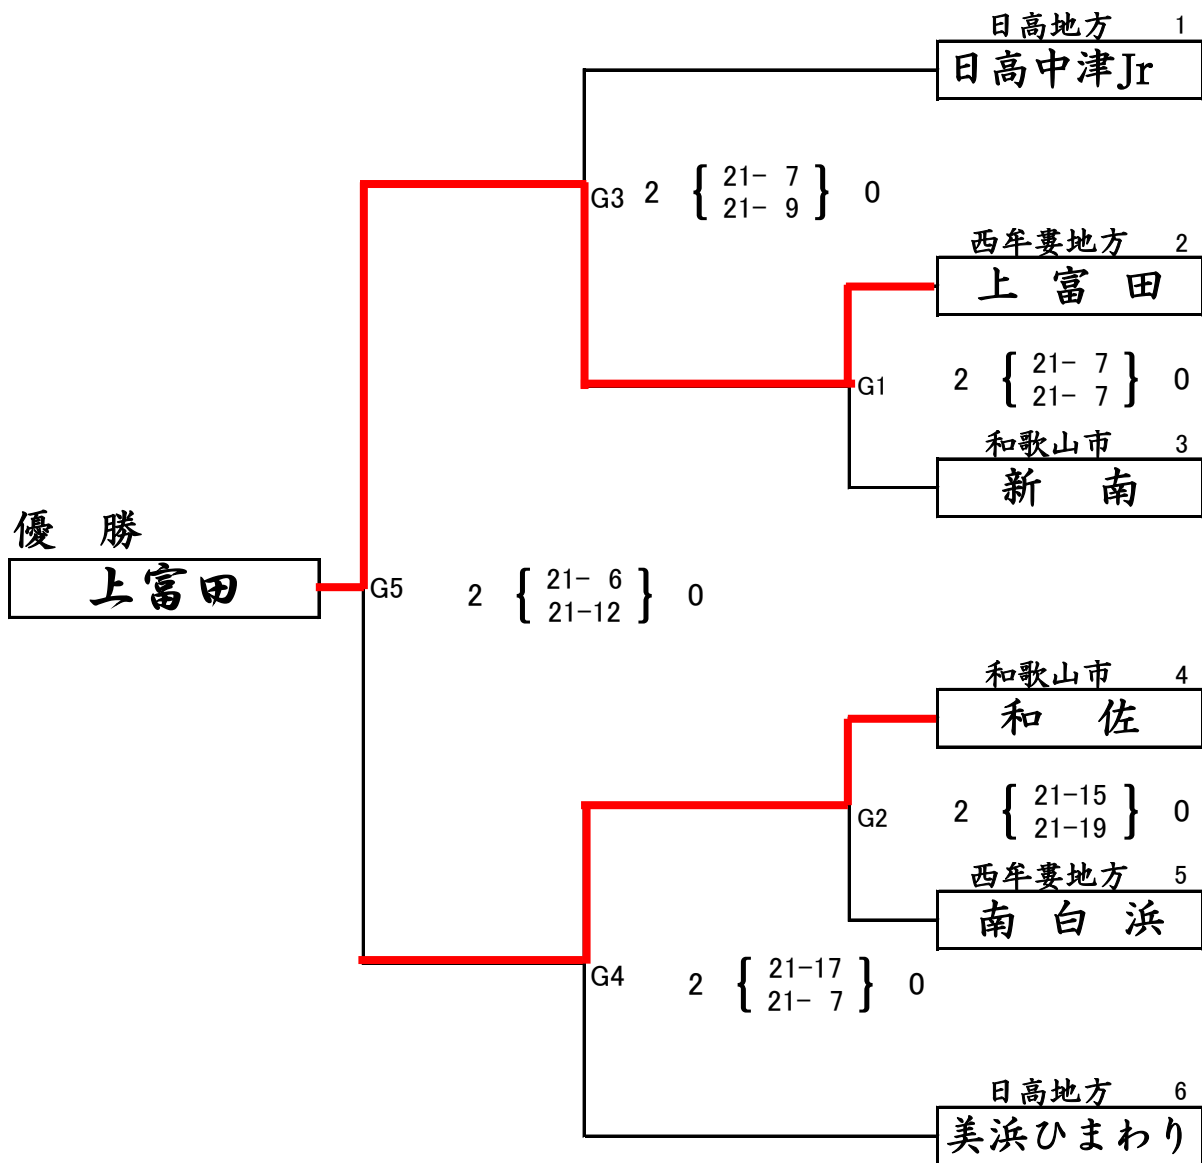 日高地方 1
日高中津Jr
G3 2 { 21- 7 } 0
21- 9
西牟婁地方 2
上 富 田
G1 2 { 21- 7 } 0
21- 7
和歌山市 3
新 南
優 勝
上富田
G5 2 { 21- 6 } 0
21-12
和歌山市 4
和 佐
G2 2 { 21-15 } 0
21-19
西牟婁地方 5
南 白 浜
G4 2 { 21-17 } 0
21- 7
日高地方 6
美浜ひまわり